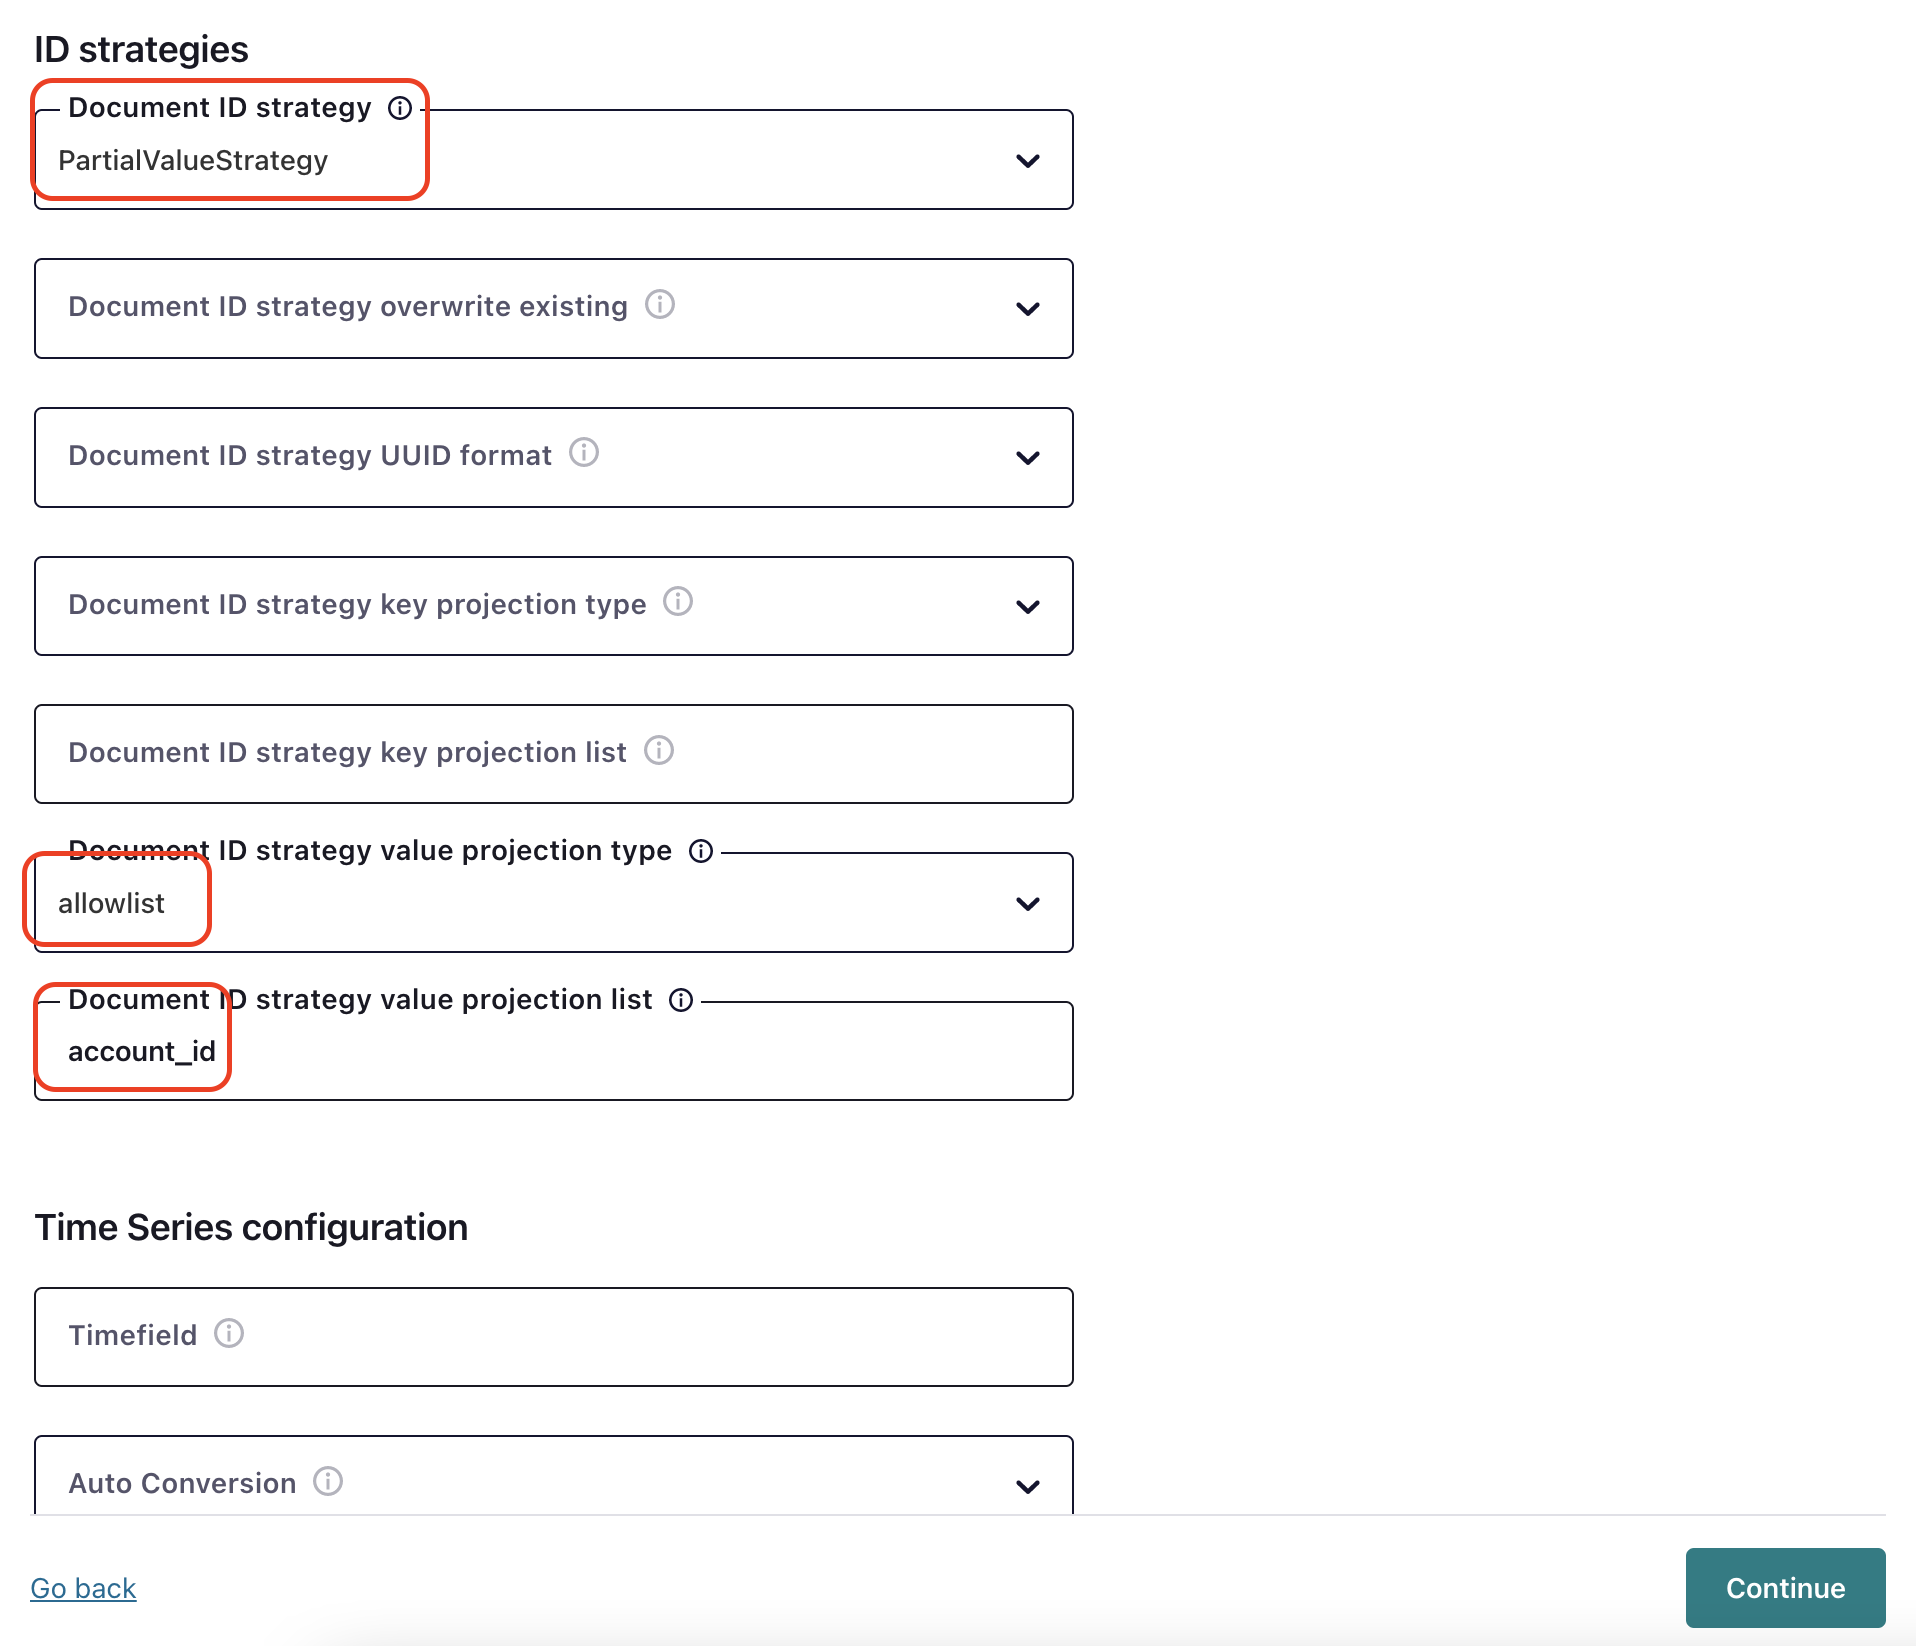 ID strategies
Document ID strategy
PartialValueStrategy
Document ID strategy overwrite existing
Document ID strategy UUID format
Document ID strategy key projection type
Document ID strategy key projection list
Document ID strategy value projection type
allowlist
Document ID strategy value projection list
account_id
Time Series configuration
Timefield
Auto Conversion
Go back
Continue